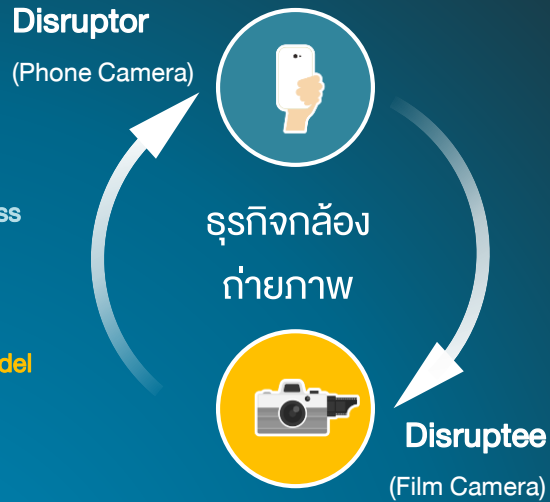 Disruptor
(Phone Camera)
ss
ธุรกิจกล้อง
ถ่ายภาพ
del
Disruptee
(Film Camera)